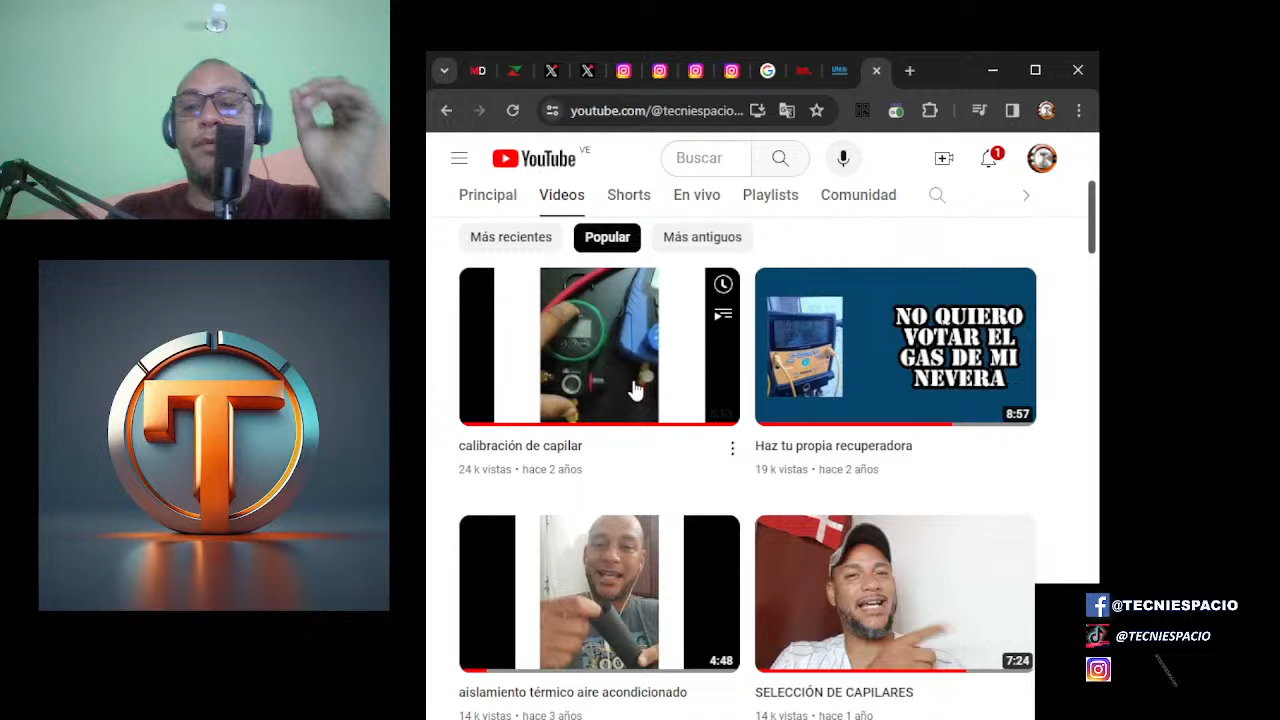 youtube.com/@tecniespacio...
YouTube VE
Buscar
1
Principal Videos Shorts En vivo Playlists Comunidad
Más recientes Popular Más antiguos
NO QUIERO
VOTAR EL
GAS DE MI
NEVERA
8:57
calibración de capilar
24 k vistas • hace 2 años
Haz tu propia recuperadora
19 k vistas • hace 2 años
4:48
7:24
aislamiento térmico aire acondicionado
14 k vistas • hace 3 años
SELECCIÓN DE CAPILARES
14 k vistas • hace 1 año
T
@TECNIESPACIO
@TECNIESPACIO